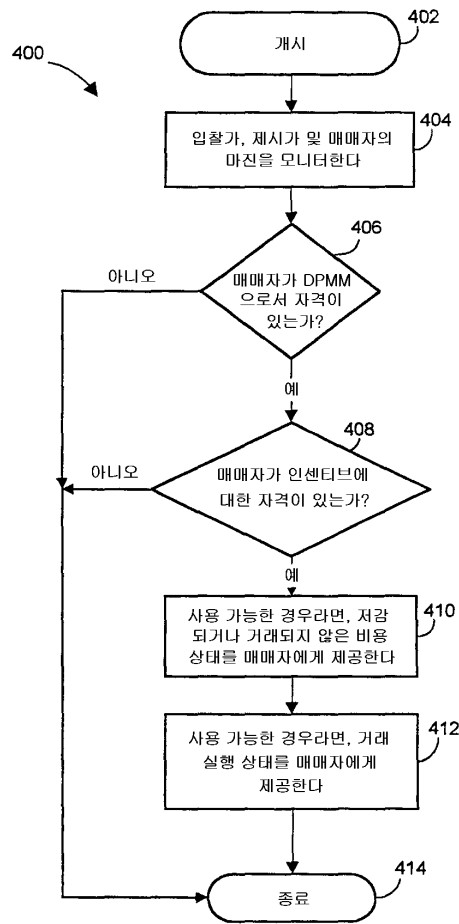 개시
402
400
404
입찰가, 제시가 및 매매자의
마진을 모니터한다
406
아니오
매매자가 DPMM
으로서 자격이
있는가?
예
408
아니오
매매자가 인센티브에
대한 자격이 있는가?
예
410
사용 가능한 경우라면, 저감
되거나 거래되지 않은 비용
상태를 매매자에게 제공한다
412
사용 가능한 경우라면, 거래
실행 상태를 매매자에게
제공한다
414
종료